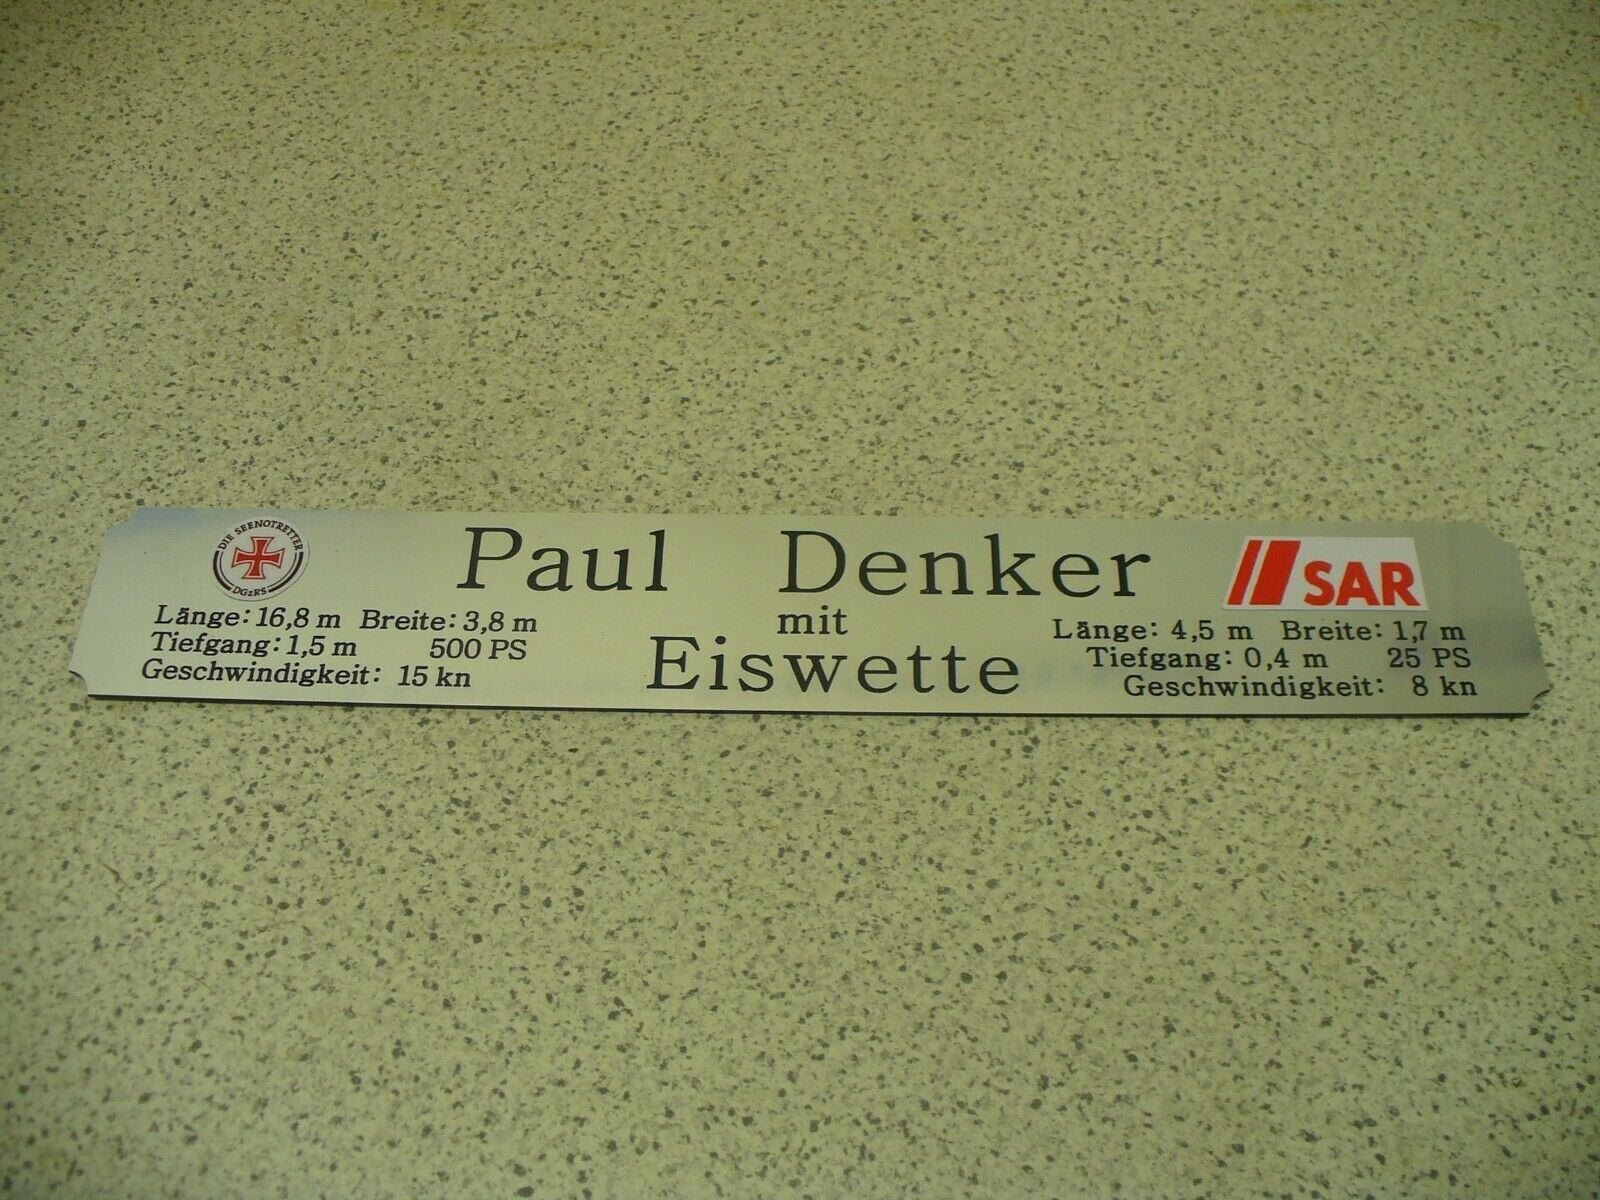 DIE SEENOTRETTER
DGzRS
Paul Denker
mit
Eiswette
Länge: 16,8 m Breite: 3,8 m
Tiefgang: 1,5 m 500 PS
Geschwindigkeit: 15 kn
SAR
Länge: 4,5 m Breite: 1,7 m
Tiefgang: 0,4 m 25 PS
Geschwindigkeit: 8 kn